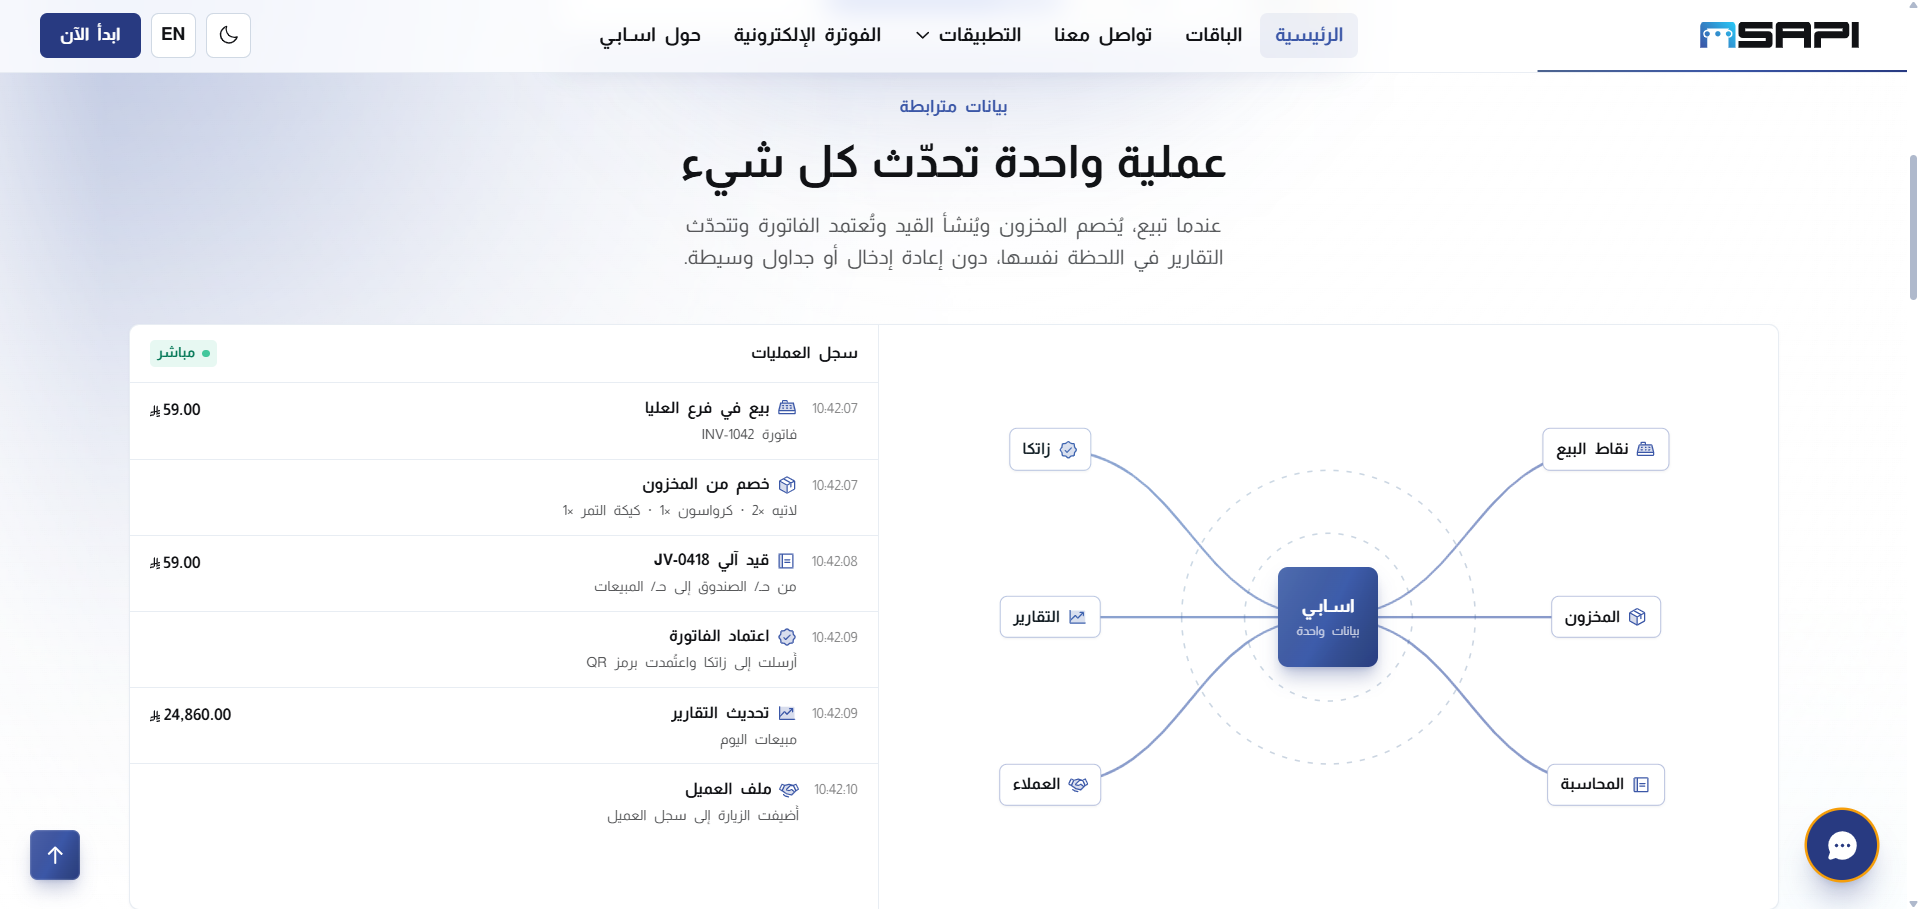 ASAPI
الرئيسية
الباقات
تواصل معنا
التطبيقات
الفوترة الإلكترونية
حول اسـابـي
EN
ابدأ الآن
بيانات مترابطة
عملية واحدة تحدّث كل شيء
عندما تبيع، يُخصم المخزون ويُنشأ القيد وتُعتمد الفاتورة وتتحدّث
التقارير في اللحظة نفسها، دون إعادة إدخال أو جداول وسيطة.
نقاط البيع
زاتكا
المخزون
اسـابـي
بيانات واحدة
التقارير
المحاسبة
العملاء
سجل العمليات
مباشر
10:42:07 بيع في فرع العليا 59.00
فاتورة INV-1042
10:42:07 خصم من المخزون
لاتيه ×2 · كرواسون ×1 · كيكة التمر ×1
10:42:08 قيد آلي JV-0418 59.00
من حـ/ الصندوق إلى حـ/ المبيعات
10:42:09 اعتماد الفاتورة
أرسلت إلى زاتكا واعتُمدت برمز QR
10:42:09 تحديث التقارير 24,860.00
مبيعات اليوم
10:42:10 ملف العميل
أضيفت الزيارة إلى سجل العميل